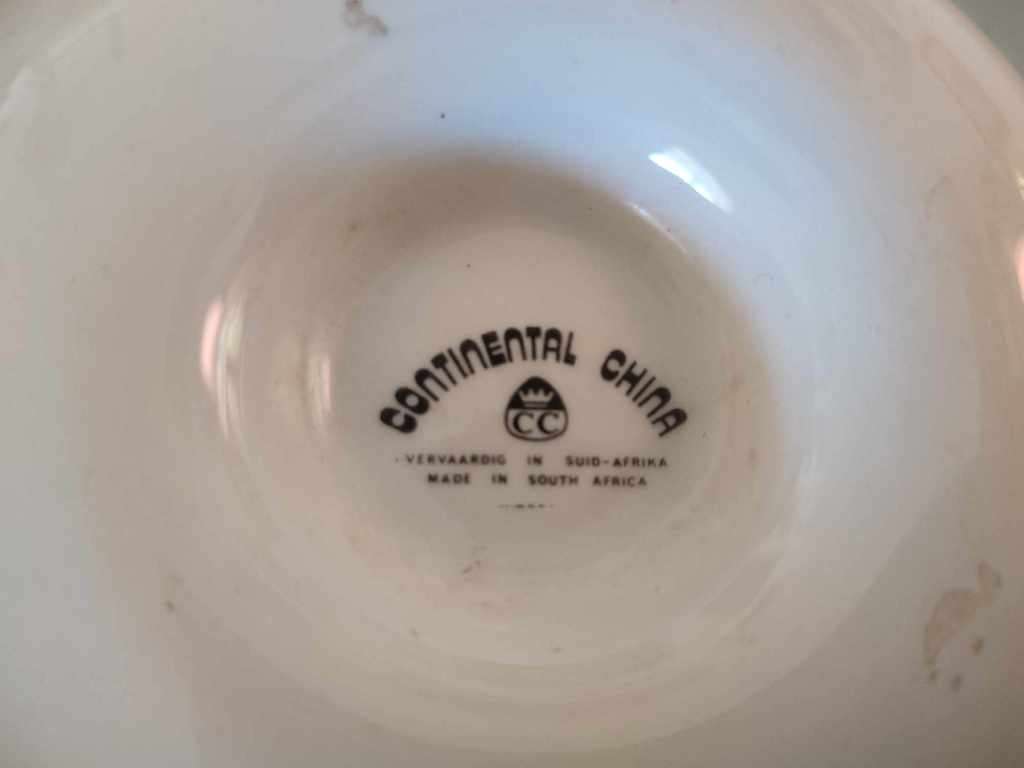 CONTINENTAL CHINA
CC
VERVAARDIG IN SUID-AFRIKA
MADE IN SOUTH AFRICA